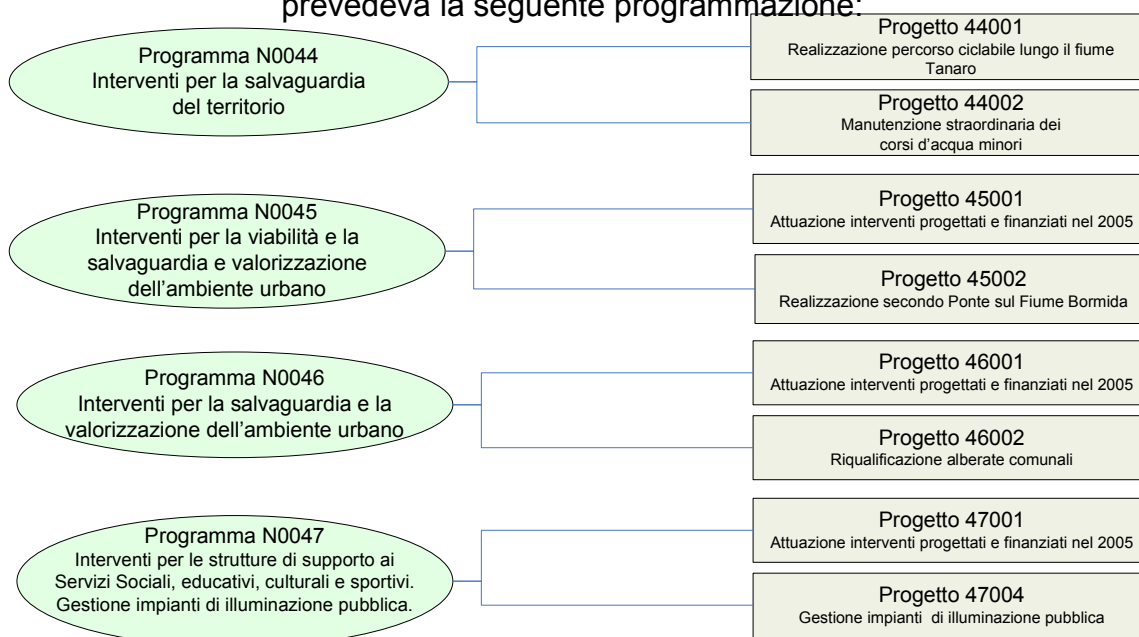 prevedeva la seguente programmazione:
Programma N0044
Interventi per la salvaguardia
del territorio
Progetto 44001
Realizzazione percorso ciclabile lungo il fiume
Tanaro
Progetto 44002
Manutenzione straordinaria dei
corsi d'acqua minori
Programma N0045
Interventi per la viabilità e la
salvaguardia e valorizzazione
dell'ambiente urbano
Progetto 45001
Attuazione interventi progettati e finanziati nel 2005
Progetto 45002
Realizzazione secondo Ponte sul Fiume Bormida
Programma N0046
Interventi per la salvaguardia e la
valorizzazione dell'ambiente urbano
Progetto 46001
Attuazione interventi progettati e finanziati nel 2005
Progetto 46002
Riqualificazione alberate comunali
Programma N0047
Interventi per le strutture di supporto ai
Servizi Sociali, educativi, culturali e sportivi.
Gestione impianti di illuminazione pubblica.
Progetto 47001
Attuazione interventi progettati e finanziati nel 2005
Progetto 47004
Gestione impianti di illuminazione pubblica